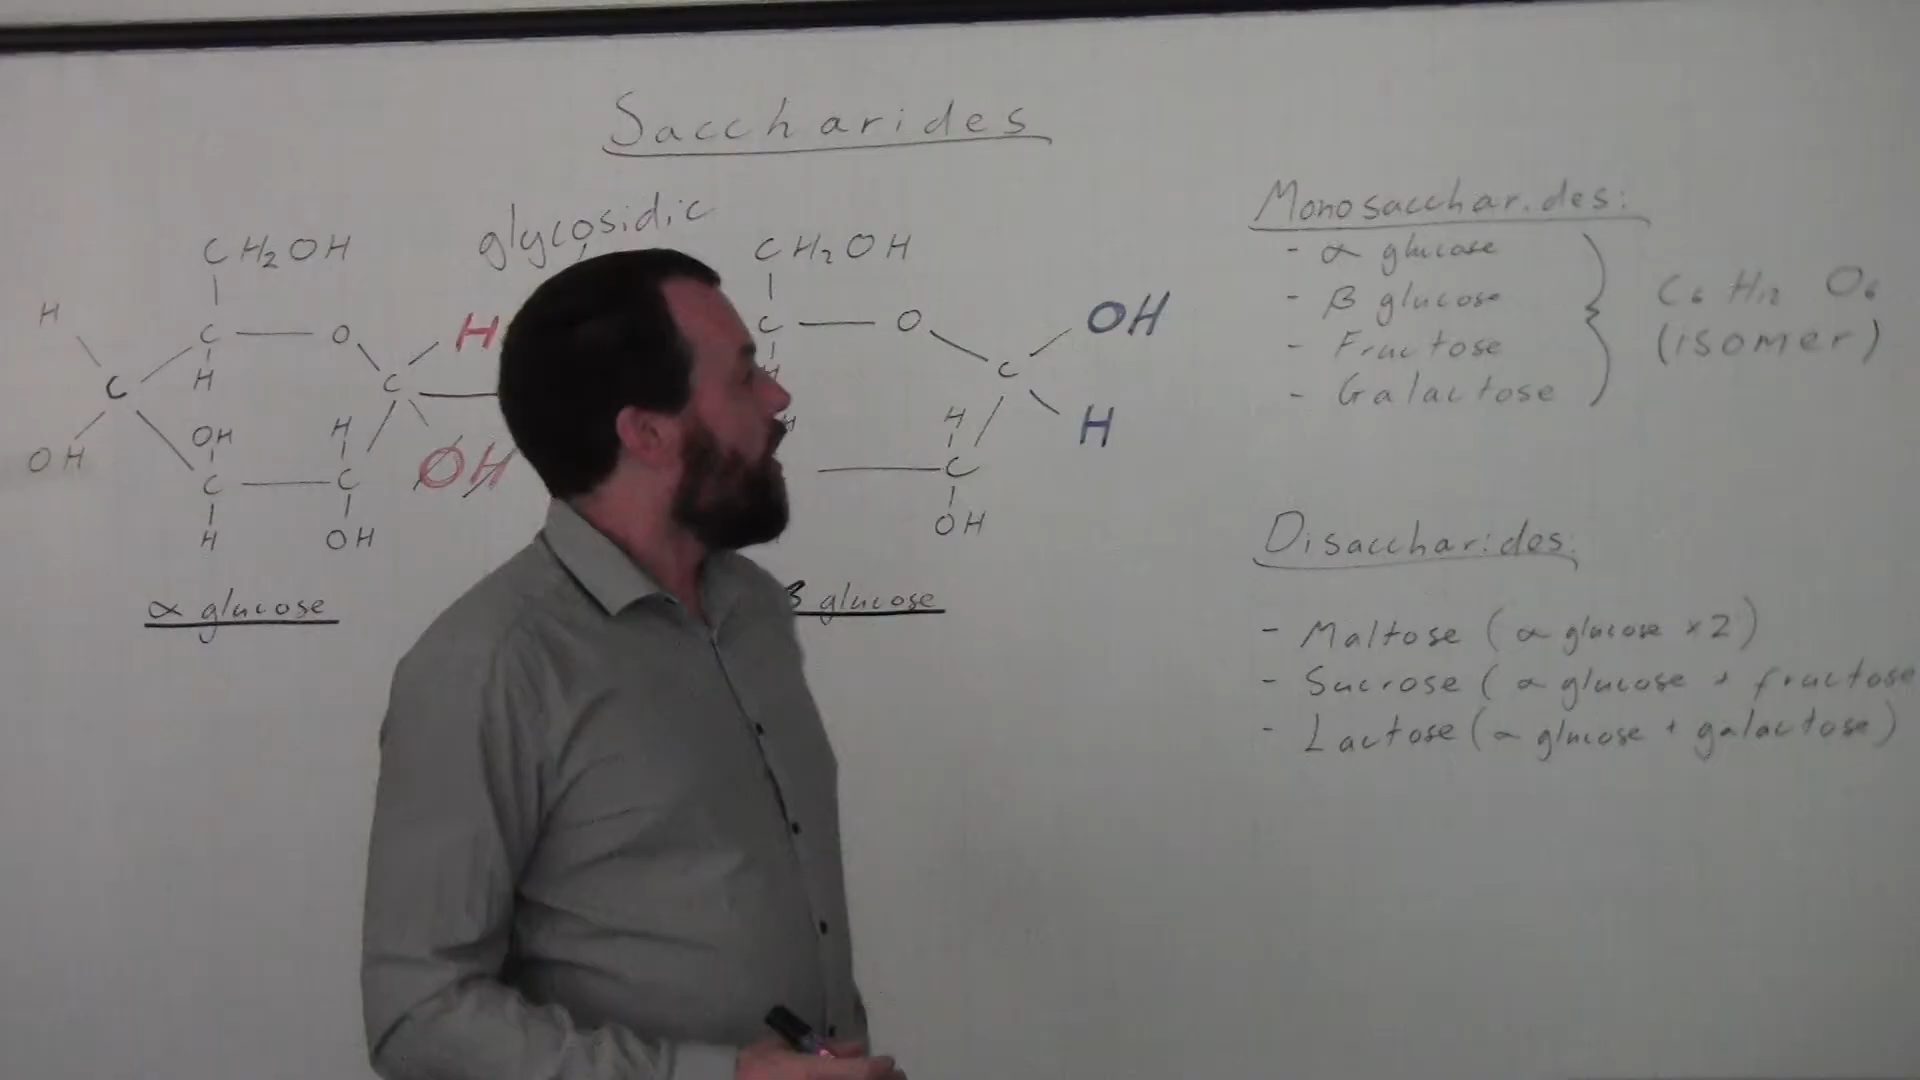 Saccharides
glycosidic
CH2OH
H
C
O
H
C
C
H
OH
OH
H
OH
C
C
H
OH
α glucose
CH2OH
C
O
OH
H
C
H
H
C
OH
β glucose
Monosaccharides:
- α glucose
- β glucose
- Fructose
- Galactose
C6 H12 O6
(isomer)
Disaccharides:
- Maltose (α glucose x2)
- Sucrose (α glucose + fructose
- Lactose (α glucose + galactose)